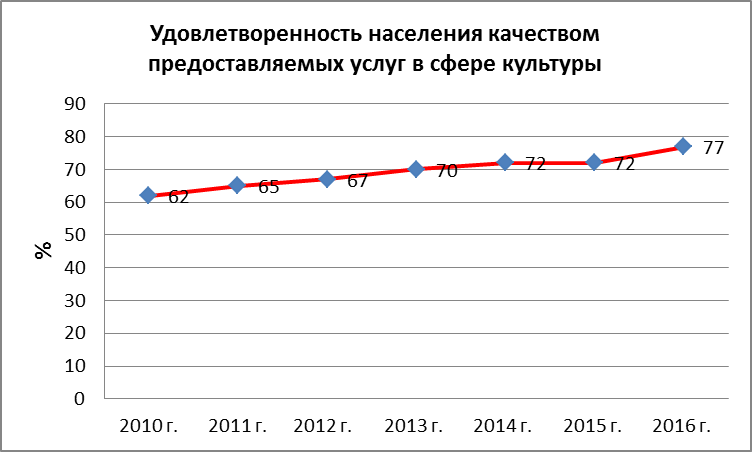 Удовлетворенность населения качеством
предоставляемых услуг в сфере культуры
%
90
80
70
60
50
40
30
20
10
0
62
65
67
70
72
72
77
2010 г.
2011 г.
2012 г.
2013 г.
2014 г.
2015 г.
2016 г.